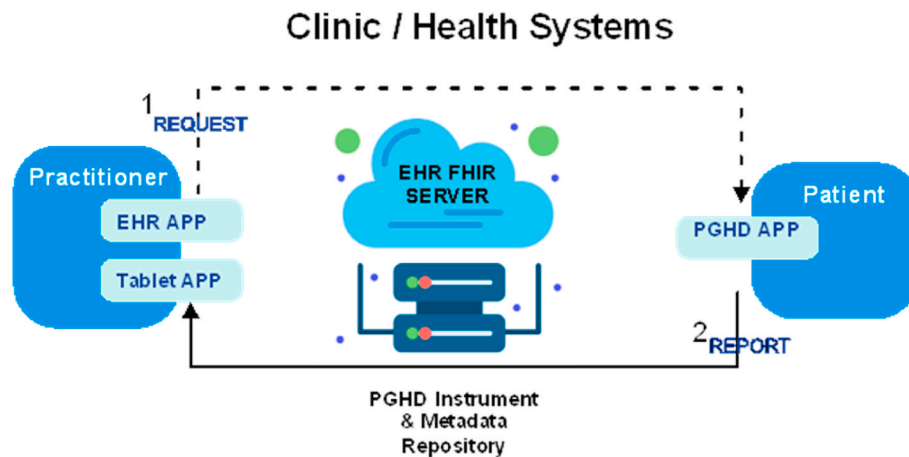 Clinic / Health Systems
1
REQUEST
Practitioner
EHR APP
Tablet APP
EHR FHIR
SERVER
Patient
PGHD APP
2
REPORT
PGHD Instrument
& Metadata
Repository